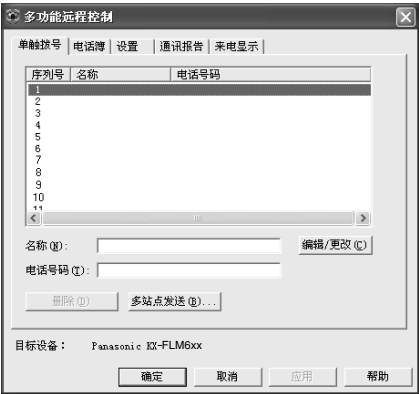 多功能远程控制
单触拨号 电话簿 设置 通讯报告 来电显示
序列号 名称 电话号码
1
2
3
4
5
6
7
8
9
10
11
名称(N):
编辑/更改(C)
电话号码(T):
删除(D) 多站点发送(B)...
目标设备: Panasonic KX-FLM6xx
确定 取消 应用 帮助